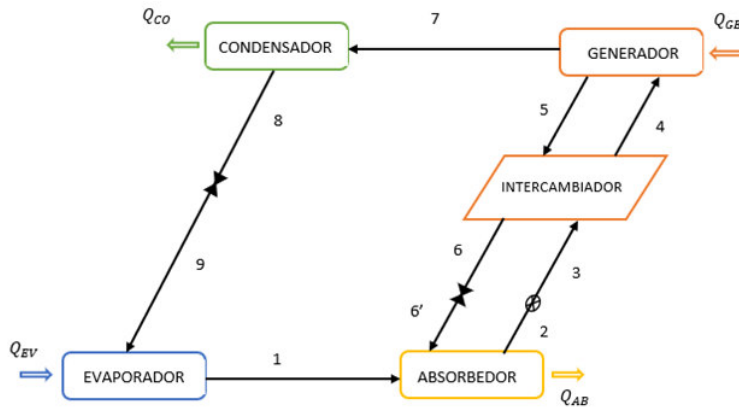 7
Q_CO
CONDENSADOR
GENERADOR
Q_GE
8
5
4
INTERCAMBIADOR
9
6
3
6′
2
Q_EV
1
EVAPORADOR
ABSORBEDOR
Q_AB